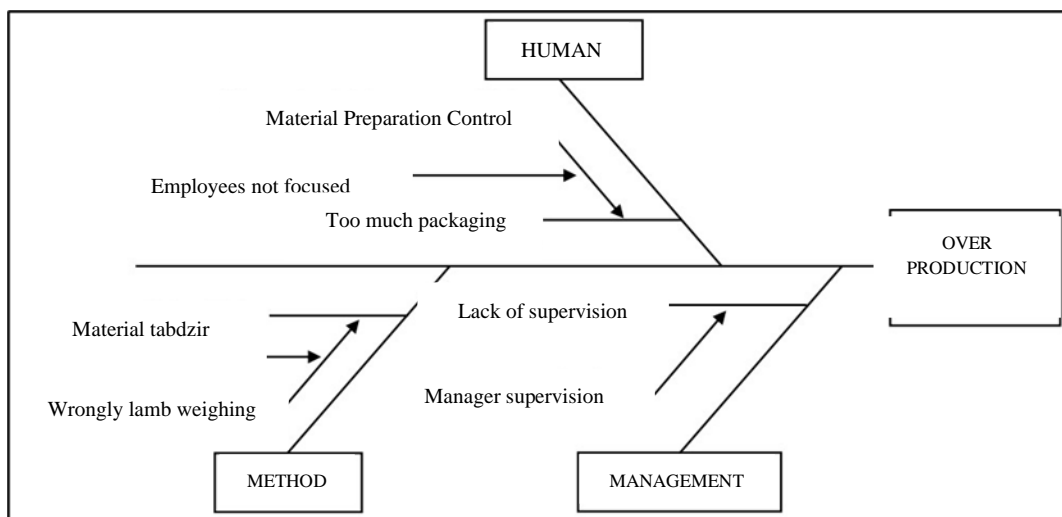 HUMAN
Material Preparation Control
Employees not focused
Too much packaging
OVER
PRODUCTION
Lack of supervision
Material tabdzir
Manager supervision
Wrongly lamb weighing
METHOD
MANAGEMENT